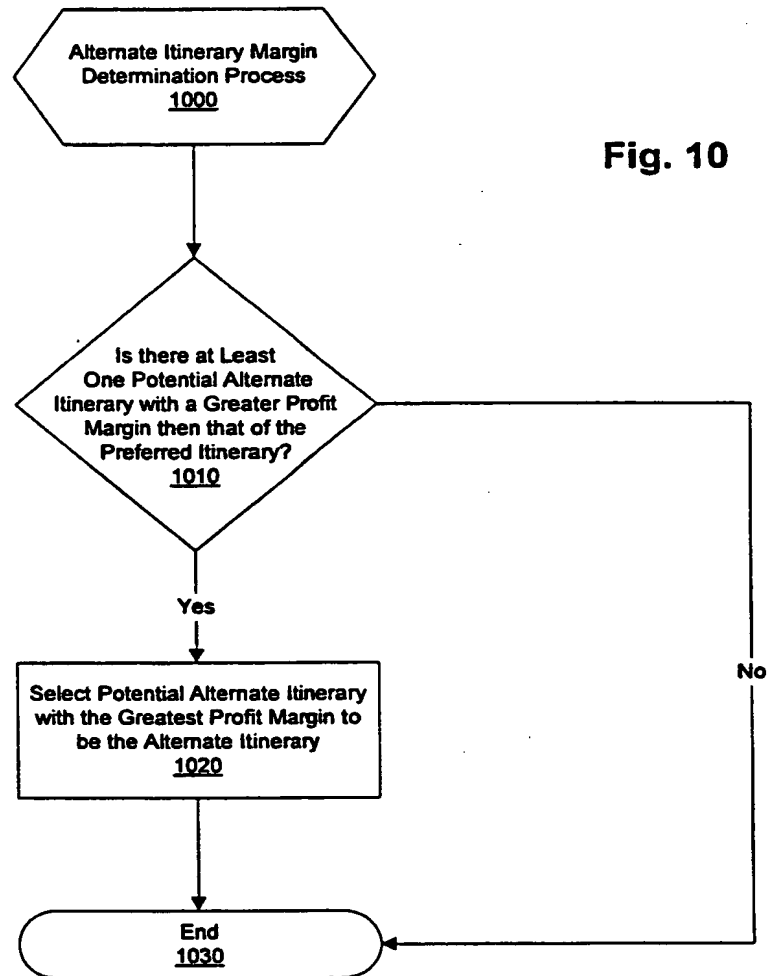 Alternate Itinerary Margin
Determination Process
1000
Fig. 10
Is there at Least
One Potential Alternate
Itinerary with a Greater Profit
Margin then that of the
Preferred Itinerary?
1010
Yes
No
Select Potential Alternate Itinerary
with the Greatest Profit Margin to
be the Alternate Itinerary
1020
End
1030